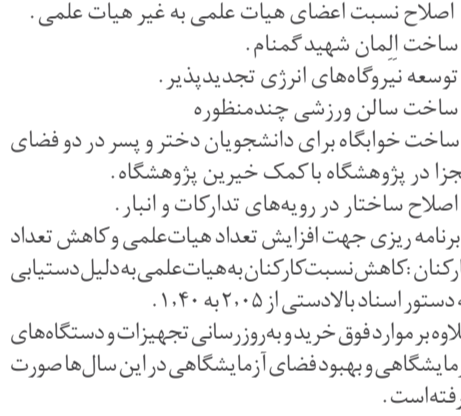 اصلاح نسبت اعضای هیات علمی به غیر هیات علمی.
ساخت المان شهید گمنام.
توسعه نیروگاه‌های انرژی تجدیدپذیر.
ساخت سالن ورزشی چندمنظوره
ساخت خوابگاه برای دانشجویان دختر و پسر در دو فضای
جزا در پژوهشگاه با کمک خیرین پژوهشگاه.
اصلاح ساختار در رویه‌های تدارکات و انبار.
برنامه ریزی جهت افزایش تعداد هیات‌علمی و کاهش تعداد
ارکنان: کاهش نسبت کارکنان به هیات‌علمی به دلیل دستیابی
دستور اسناد بالادستی از ۲.۰۵ به ۱.۴۰.
لاوه بر موارد فوق خرید و به‌روزرسانی تجهیزات و دستگاه‌های
زمایشگاهی و بهبود فضای آزمایشگاهی در این سال‌ها صورت
رفته است.